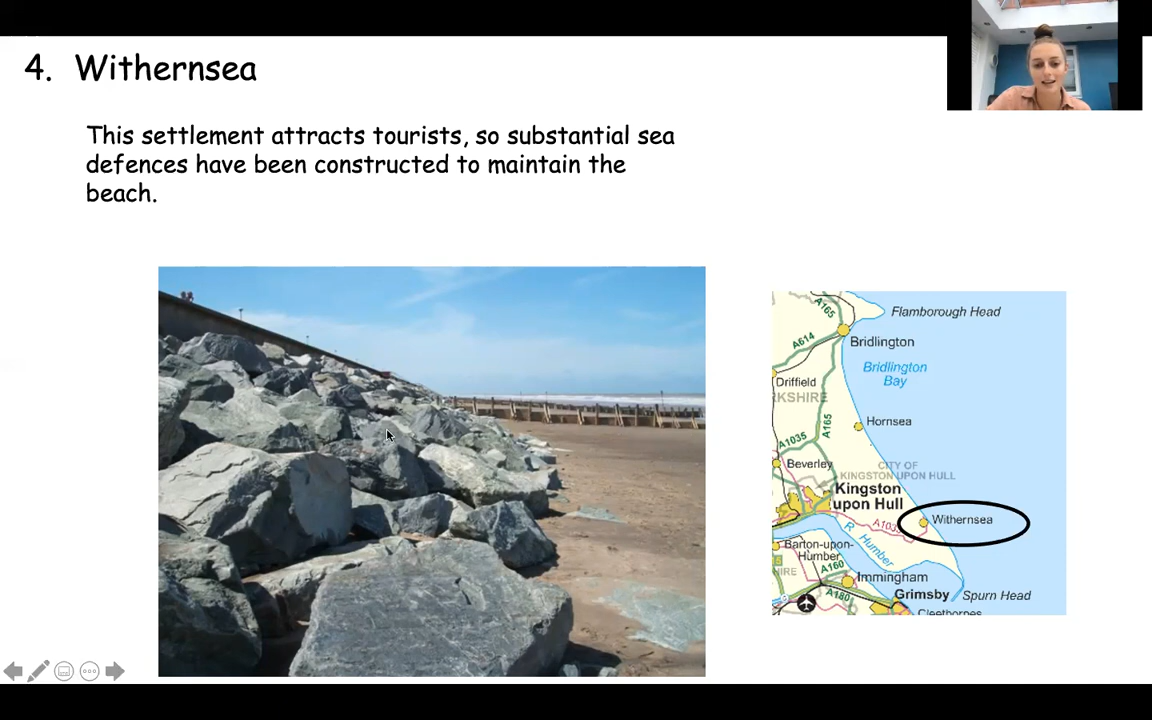 4. Withernsea
This settlement attracts tourists, so substantial sea
defences have been constructed to maintain the
beach.
A165
Flamborough Head
A614
Bridlington
Bridlington
Bay
Driffield
RKSHIRE
A165
Hornsea
A1035
Beverley
CITY OF
KINGSTON UPON HULL
Kingston
upon Hull
Withernsea
R Humber
Barton-upon-
Humber
HIRE
A160
Immingham
A180
Grimsby
Spurn Head
Cleethorpes